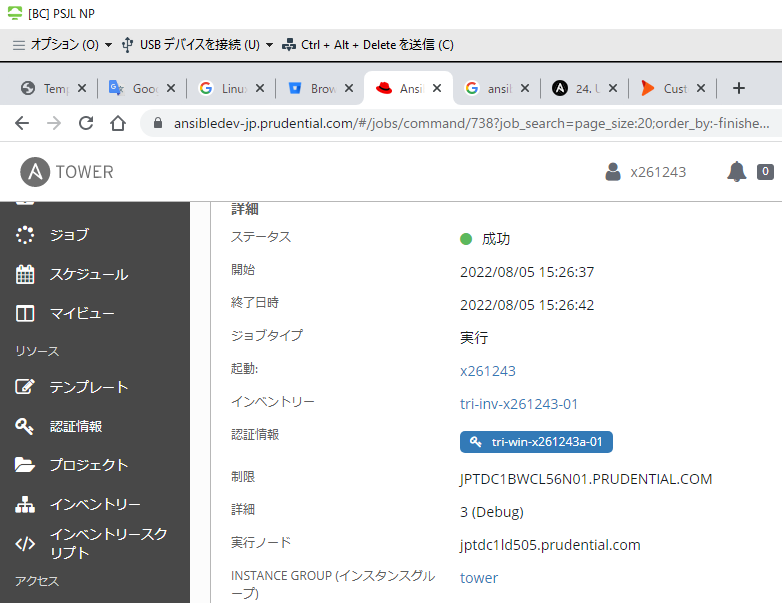 [BC] PSJL NP
オプション (O) USB デバイスを接続 (U) Ctrl + Alt + Delete を送信 (C)
Temp Goo Linu Brow Ansi ansil 24. Cust
ansibledev-jp.prudential.com/#/jobs/command/738?job_search=page_size:20;order_by:-finishe...
A TOWER x261243 0
詳細
ジョブ
スケジュール
マイビュー
リソース
テンプレート
認証情報
プロジェクト
インベントリー
インベントリースク
リプト
アクセス
ステータス 成功
開始 2022/08/05 15:26:37
終了日時 2022/08/05 15:26:42
ジョブタイプ 実行
起動: x261243
インベントリー tri-inv-x261243-01
認証情報 tri-win-x261243a-01
制限 JPTDC1BWCL56N01.PRUDENTIAL.COM
詳細 3 (Debug)
実行ノード jptdc1ld505.prudential.com
INSTANCE GROUP (インスタンスグル
ープ) tower